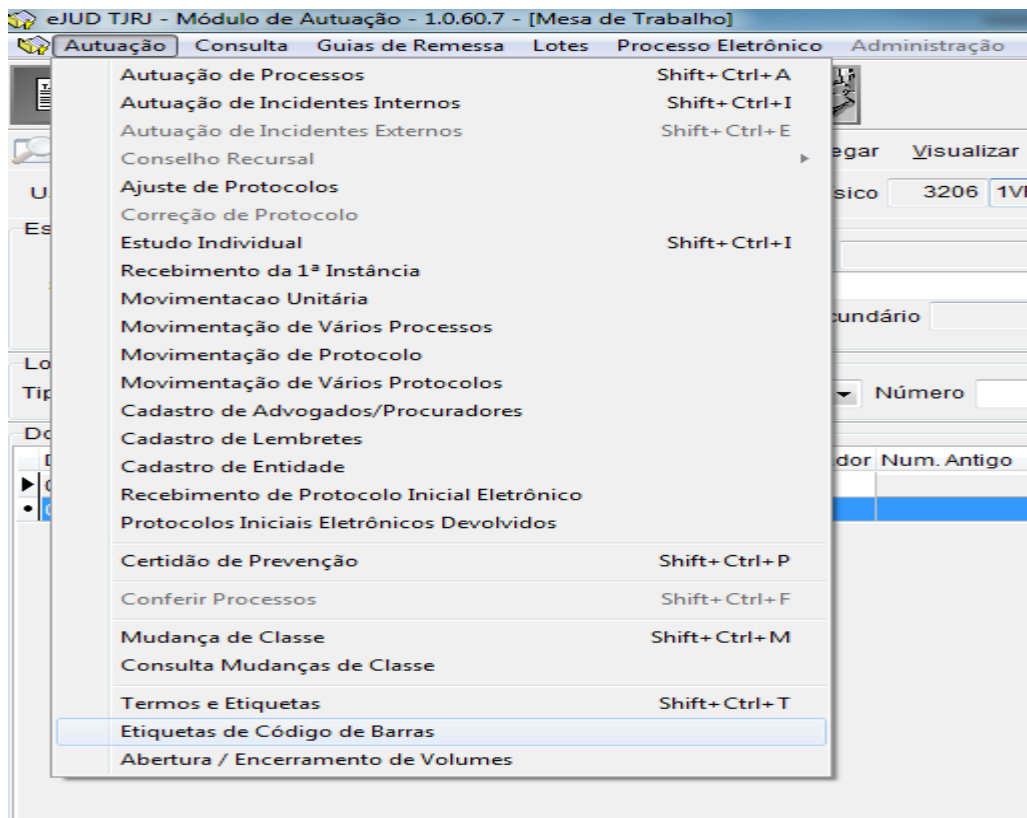 eJUD TJRJ - Módulo de Autuação - 1.0.60.7 - [Mesa de Trabalho]
Autuação Consulta Guias de Remessa Lotes Processo Eletrônico Administração
Autuação de Processos Shift+Ctrl+A
Autuação de Incidentes Internos Shift+Ctrl+I
Autuação de Incidentes Externos Shift+Ctrl+E
Conselho Recursal
Visualizar
Ajuste de Protocolos
3206
Correção de Protocolo
Estudo Individual Shift+Ctrl+I
Recebimento da 1ª Instância
Movimentacao Unitária
Movimentação de Vários Processos
Movimentação de Protocolo
Movimentação de Vários Protocolos
Número
Cadastro de Advogados/Procuradores
Cadastro de Lembretes
Cadastro de Entidade
Num. Antigo
Recebimento de Protocolo Inicial Eletrônico
Protocolos Iniciais Eletrônicos Devolvidos
Certidão de Prevenção Shift+Ctrl+P
Conferir Processos Shift+Ctrl+F
Mudança de Classe Shift+Ctrl+M
Consulta Mudanças de Classe
Termos e Etiquetas Shift+Ctrl+T
Etiquetas de Código de Barras
Abertura / Encerramento de Volumes